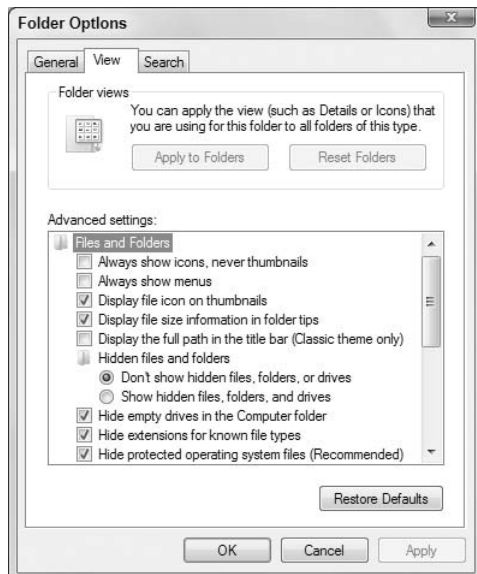 Folder Options
General
View
Search
Folder views
You can apply the view (such as Details or Icons) that
you are using for this folder to all folders of this type.
Apply to Folders
Reset Folders
Advanced settings:
Files and Folders
Always show icons, never thumbnails
Always show menus
Display file icon on thumbnails
Display file size information in folder tips
Display the full path in the title bar (Classic theme only)
Hidden files and folders
Don't show hidden files, folders, or drives
Show hidden files, folders, and drives
Hide empty drives in the Computer folder
Hide extensions for known file types
Hide protected operating system files (Recommended)
Restore Defaults
OK
Cancel
Apply